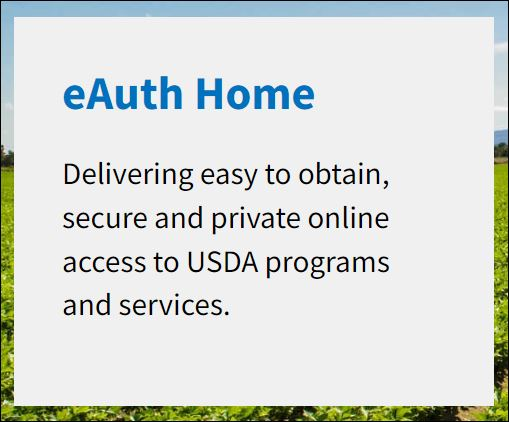 eAuth Home
Delivering easy to obtain,
secure and private online
access to USDA programs
and services.